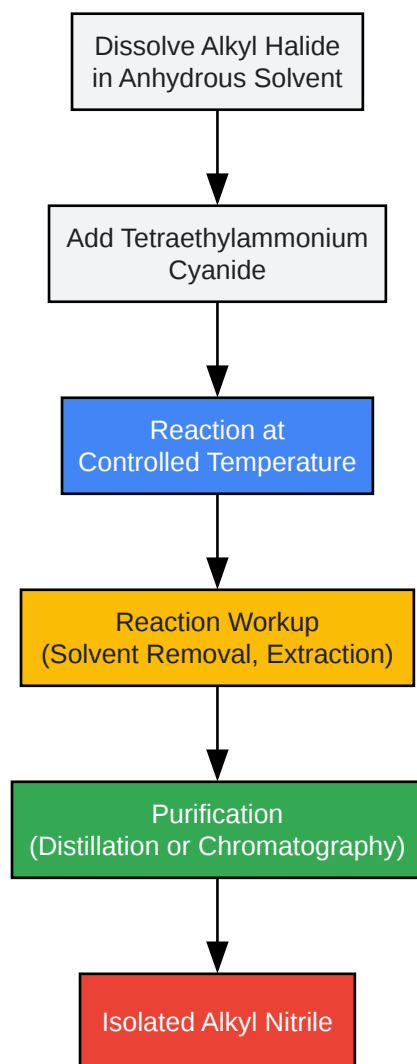 Dissolve Alkyl Halide
in Anhydrous Solvent
Add Tetraethylammonium
Cyanide
Reaction at
Controlled Temperature
Reaction Workup
(Solvent Removal, Extraction)
Purification
(Distillation or Chromatography)
Isolated Alkyl Nitrile